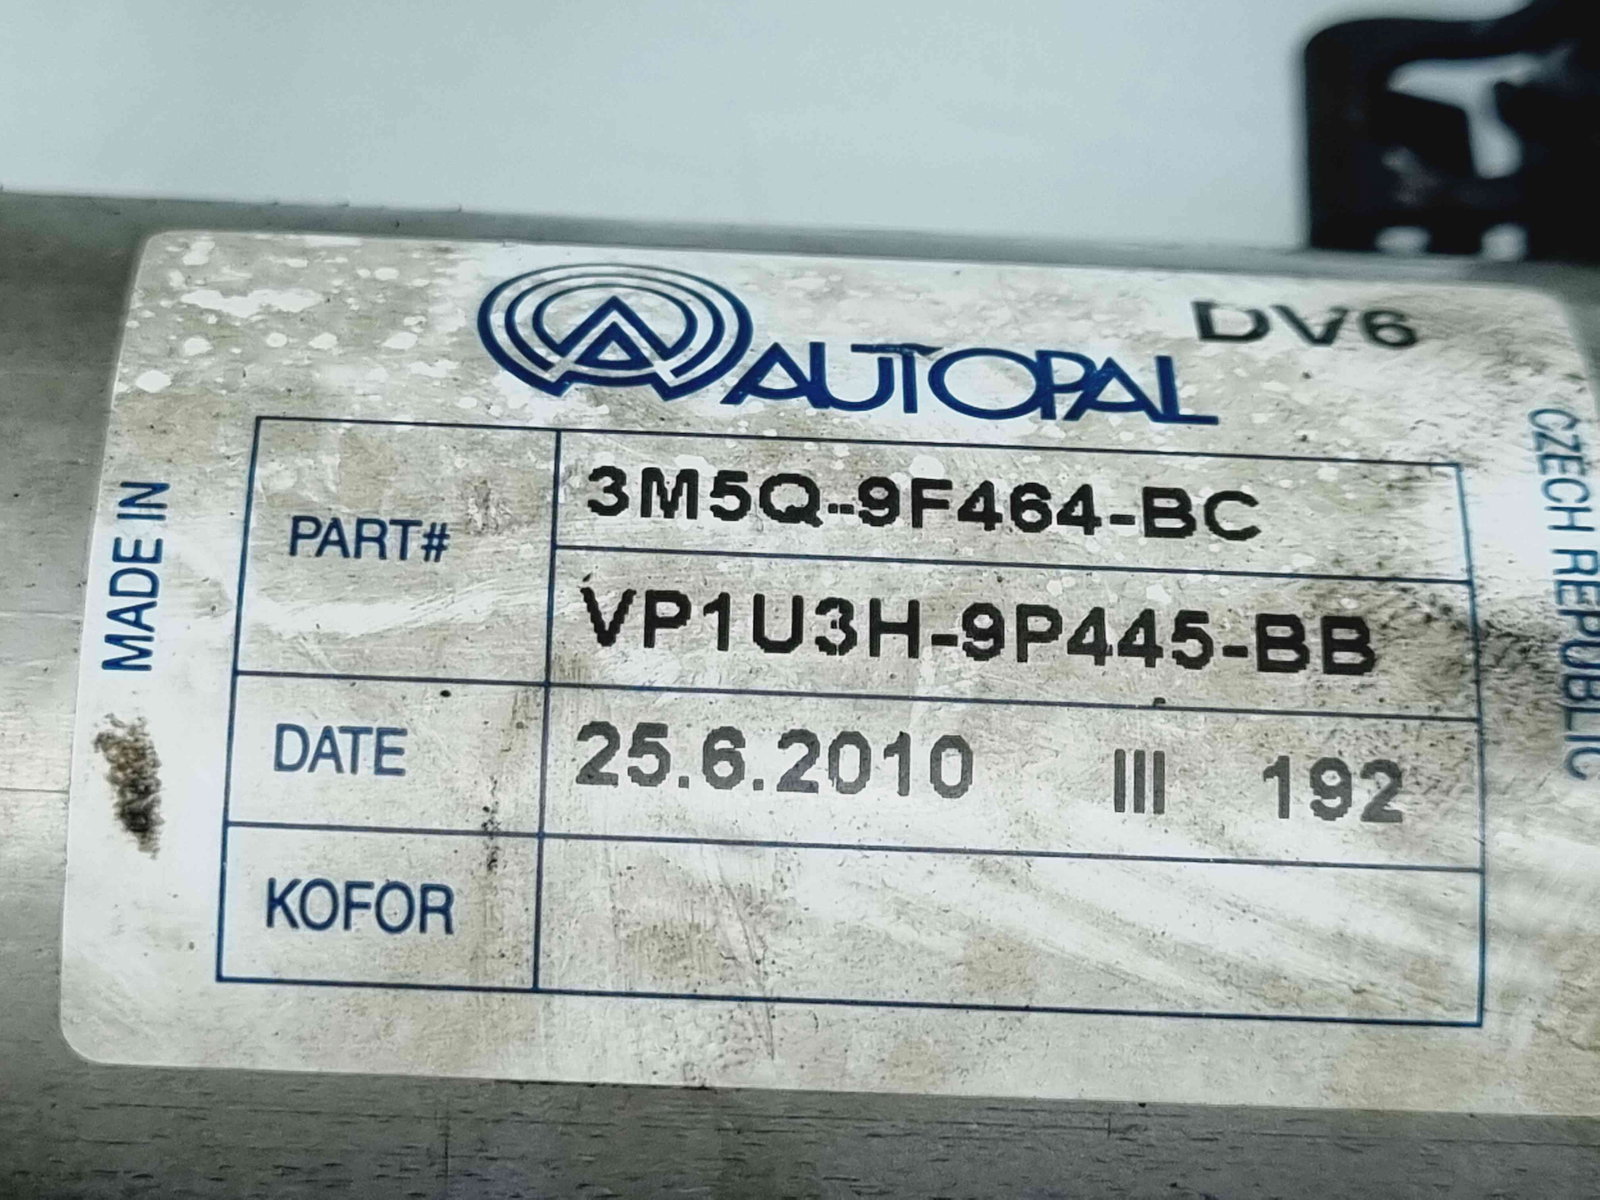 AUTOPAL
DV6
MADE IN
PART#
3M5Q-9F464-BC
VP1U3H-9P445-BB
DATE
25.6.2010 III 192
KOFOR
CZECH REPUBLIC